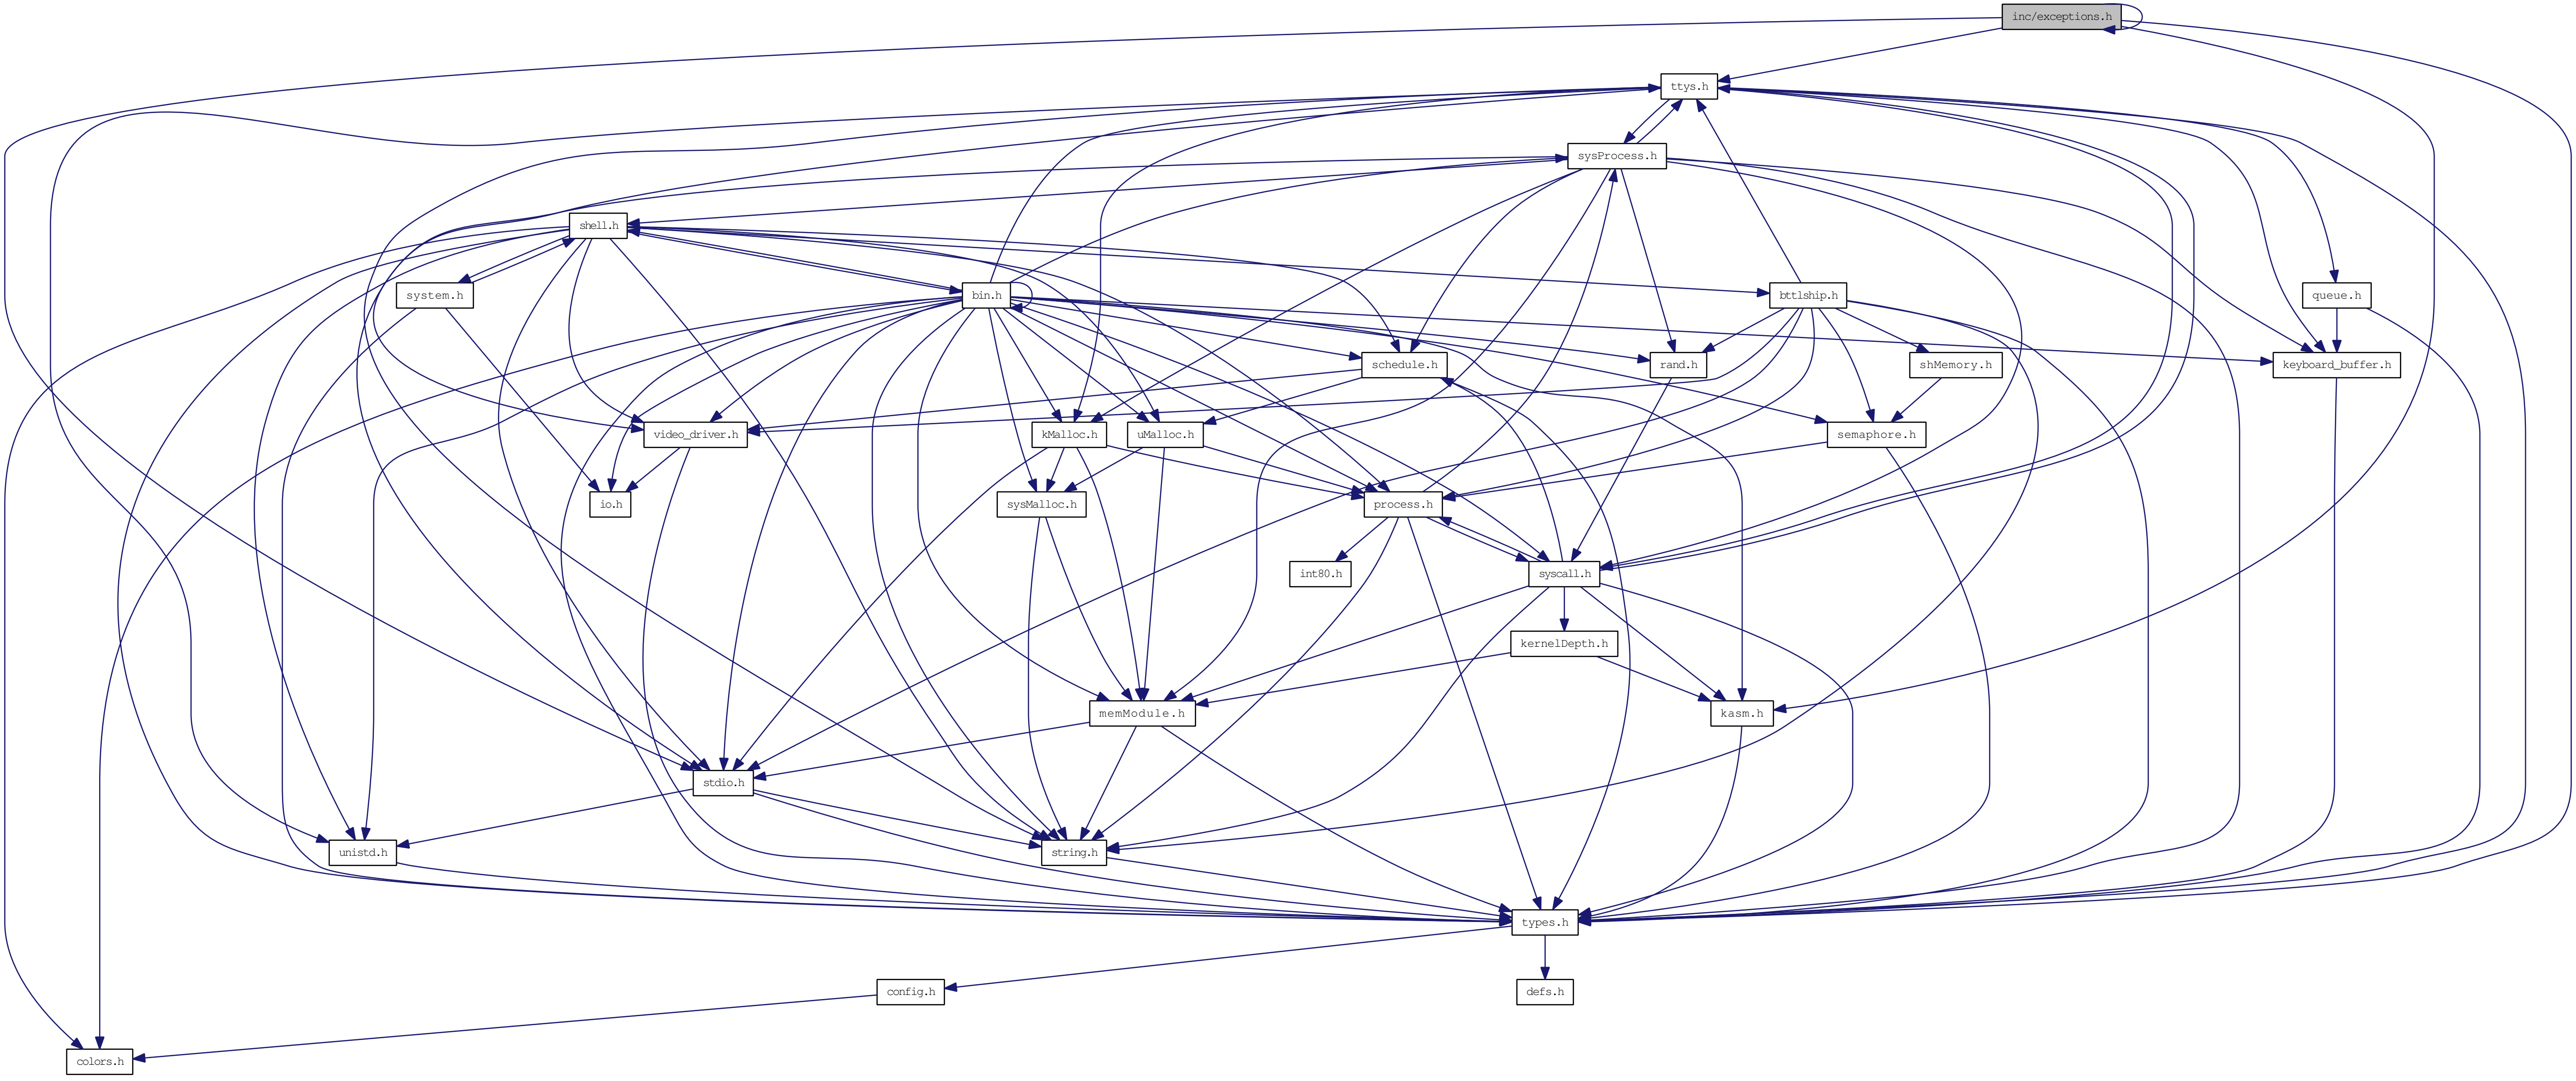 inc/exceptions.h
ttys.h
sysProcess.h
shell.h
system.h
bin.h
bttlship.h
queue.h
schedule.h
rand.h
shMemory.h
keyboard_buffer.h
video_driver.h
kMalloc.h
uMalloc.h
semaphore.h
io.h
sysMalloc.h
process.h
int80.h
syscall.h
kernelDepth.h
memModule.h
kasm.h
stdio.h
unistd.h
string.h
types.h
config.h
defs.h
colors.h